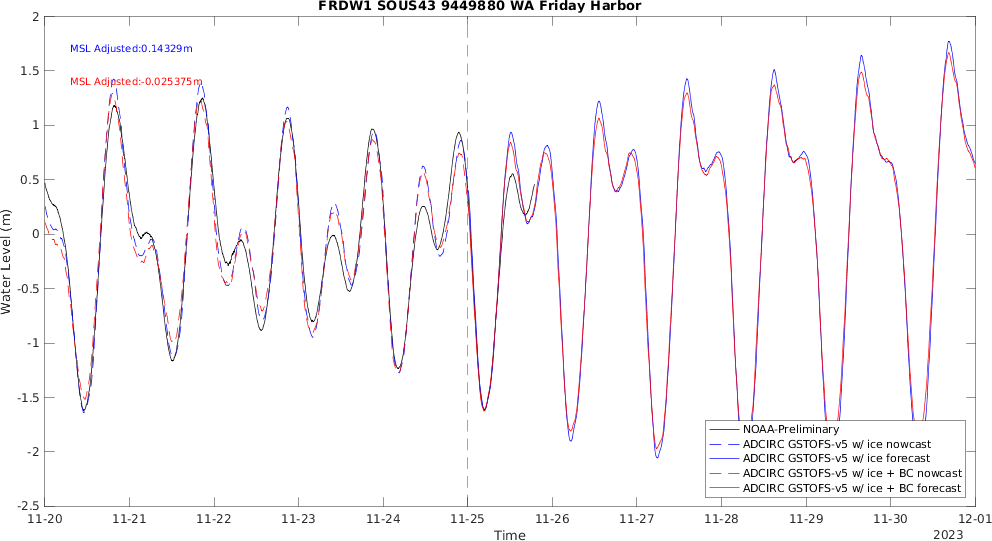 FRDW1 SOUS43 9449880 WA Friday Harbor
MSL Adjusted:0.14329m
MSL Adjusted:-0.025375m
Water Level (m)
2
1.5
1
0.5
0
-0.5
-1
-1.5
-2
-2.5
NOAA-Preliminary
ADCIRC GSTOFS-v5 w/ ice nowcast
ADCIRC GSTOFS-v5 w/ ice forecast
ADCIRC GSTOFS-v5 w/ ice + BC nowcast
ADCIRC GSTOFS-v5 w/ ice + BC forecast
11-20 11-21 11-22 11-23 11-24 11-25 11-26 11-27 11-28 11-29 11-30 12-01
Time
2023